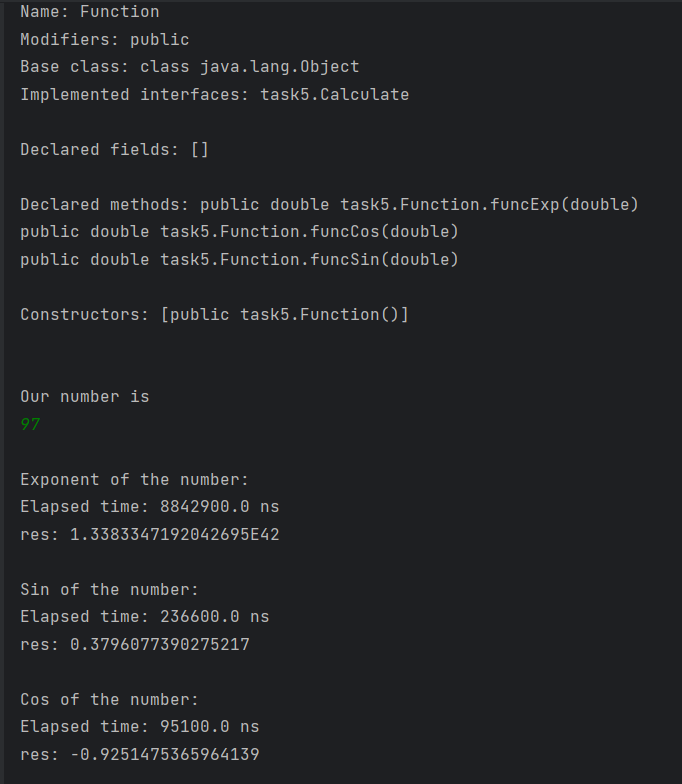 Name: Function
Modifiers: public
Base class: class java.lang.Object
Implemented interfaces: task5.Calculate
Declared fields: []
Declared methods: public double task5.Function.funcExp(double)
public double task5.Function.funcCos(double)
public double task5.Function.funcSin(double)
Constructors: [public task5.Function()]
Our number is
97
Exponent of the number:
Elapsed time: 8842900.0 ns
res: 1.3383347192042695E42
Sin of the number:
Elapsed time: 236600.0 ns
res: 0.3796077390275217
Cos of the number:
Elapsed time: 95100.0 ns
res: -0.9251475365964139